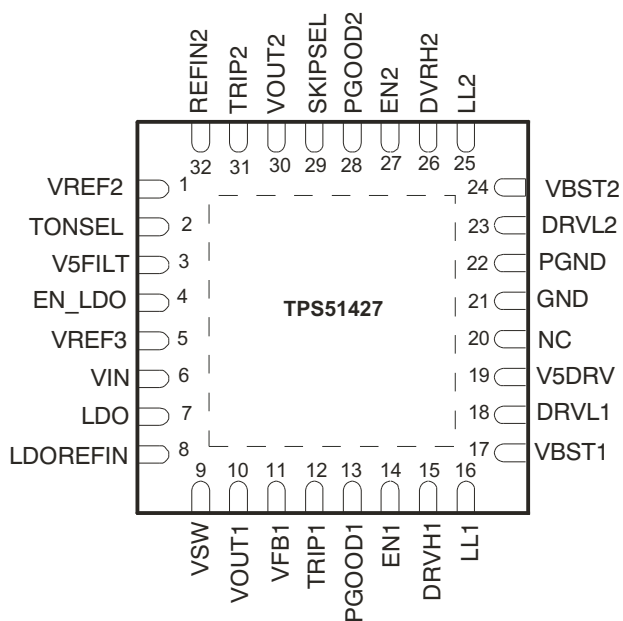 REFIN2
TRIP2
VOUT2
SKIPSEL
PGOOD2
EN2
DVRH2
LL2
32
31
30
29
28
27
26
25
VREF2 1
TONSEL 2
V5FILT 3
EN_LDO 4
VREF3 5
VIN 6
LDO 7
LDOREFIN 8
TPS51427
24 VBST2
23 DRVL2
22 PGND
21 GND
20 NC
19 V5DRV
18 DRVL1
17 VBST1
9
10
11
12
13
14
15
16
VSW
VOUT1
VFB1
TRIP1
PGOOD1
EN1
DRVH1
LL1